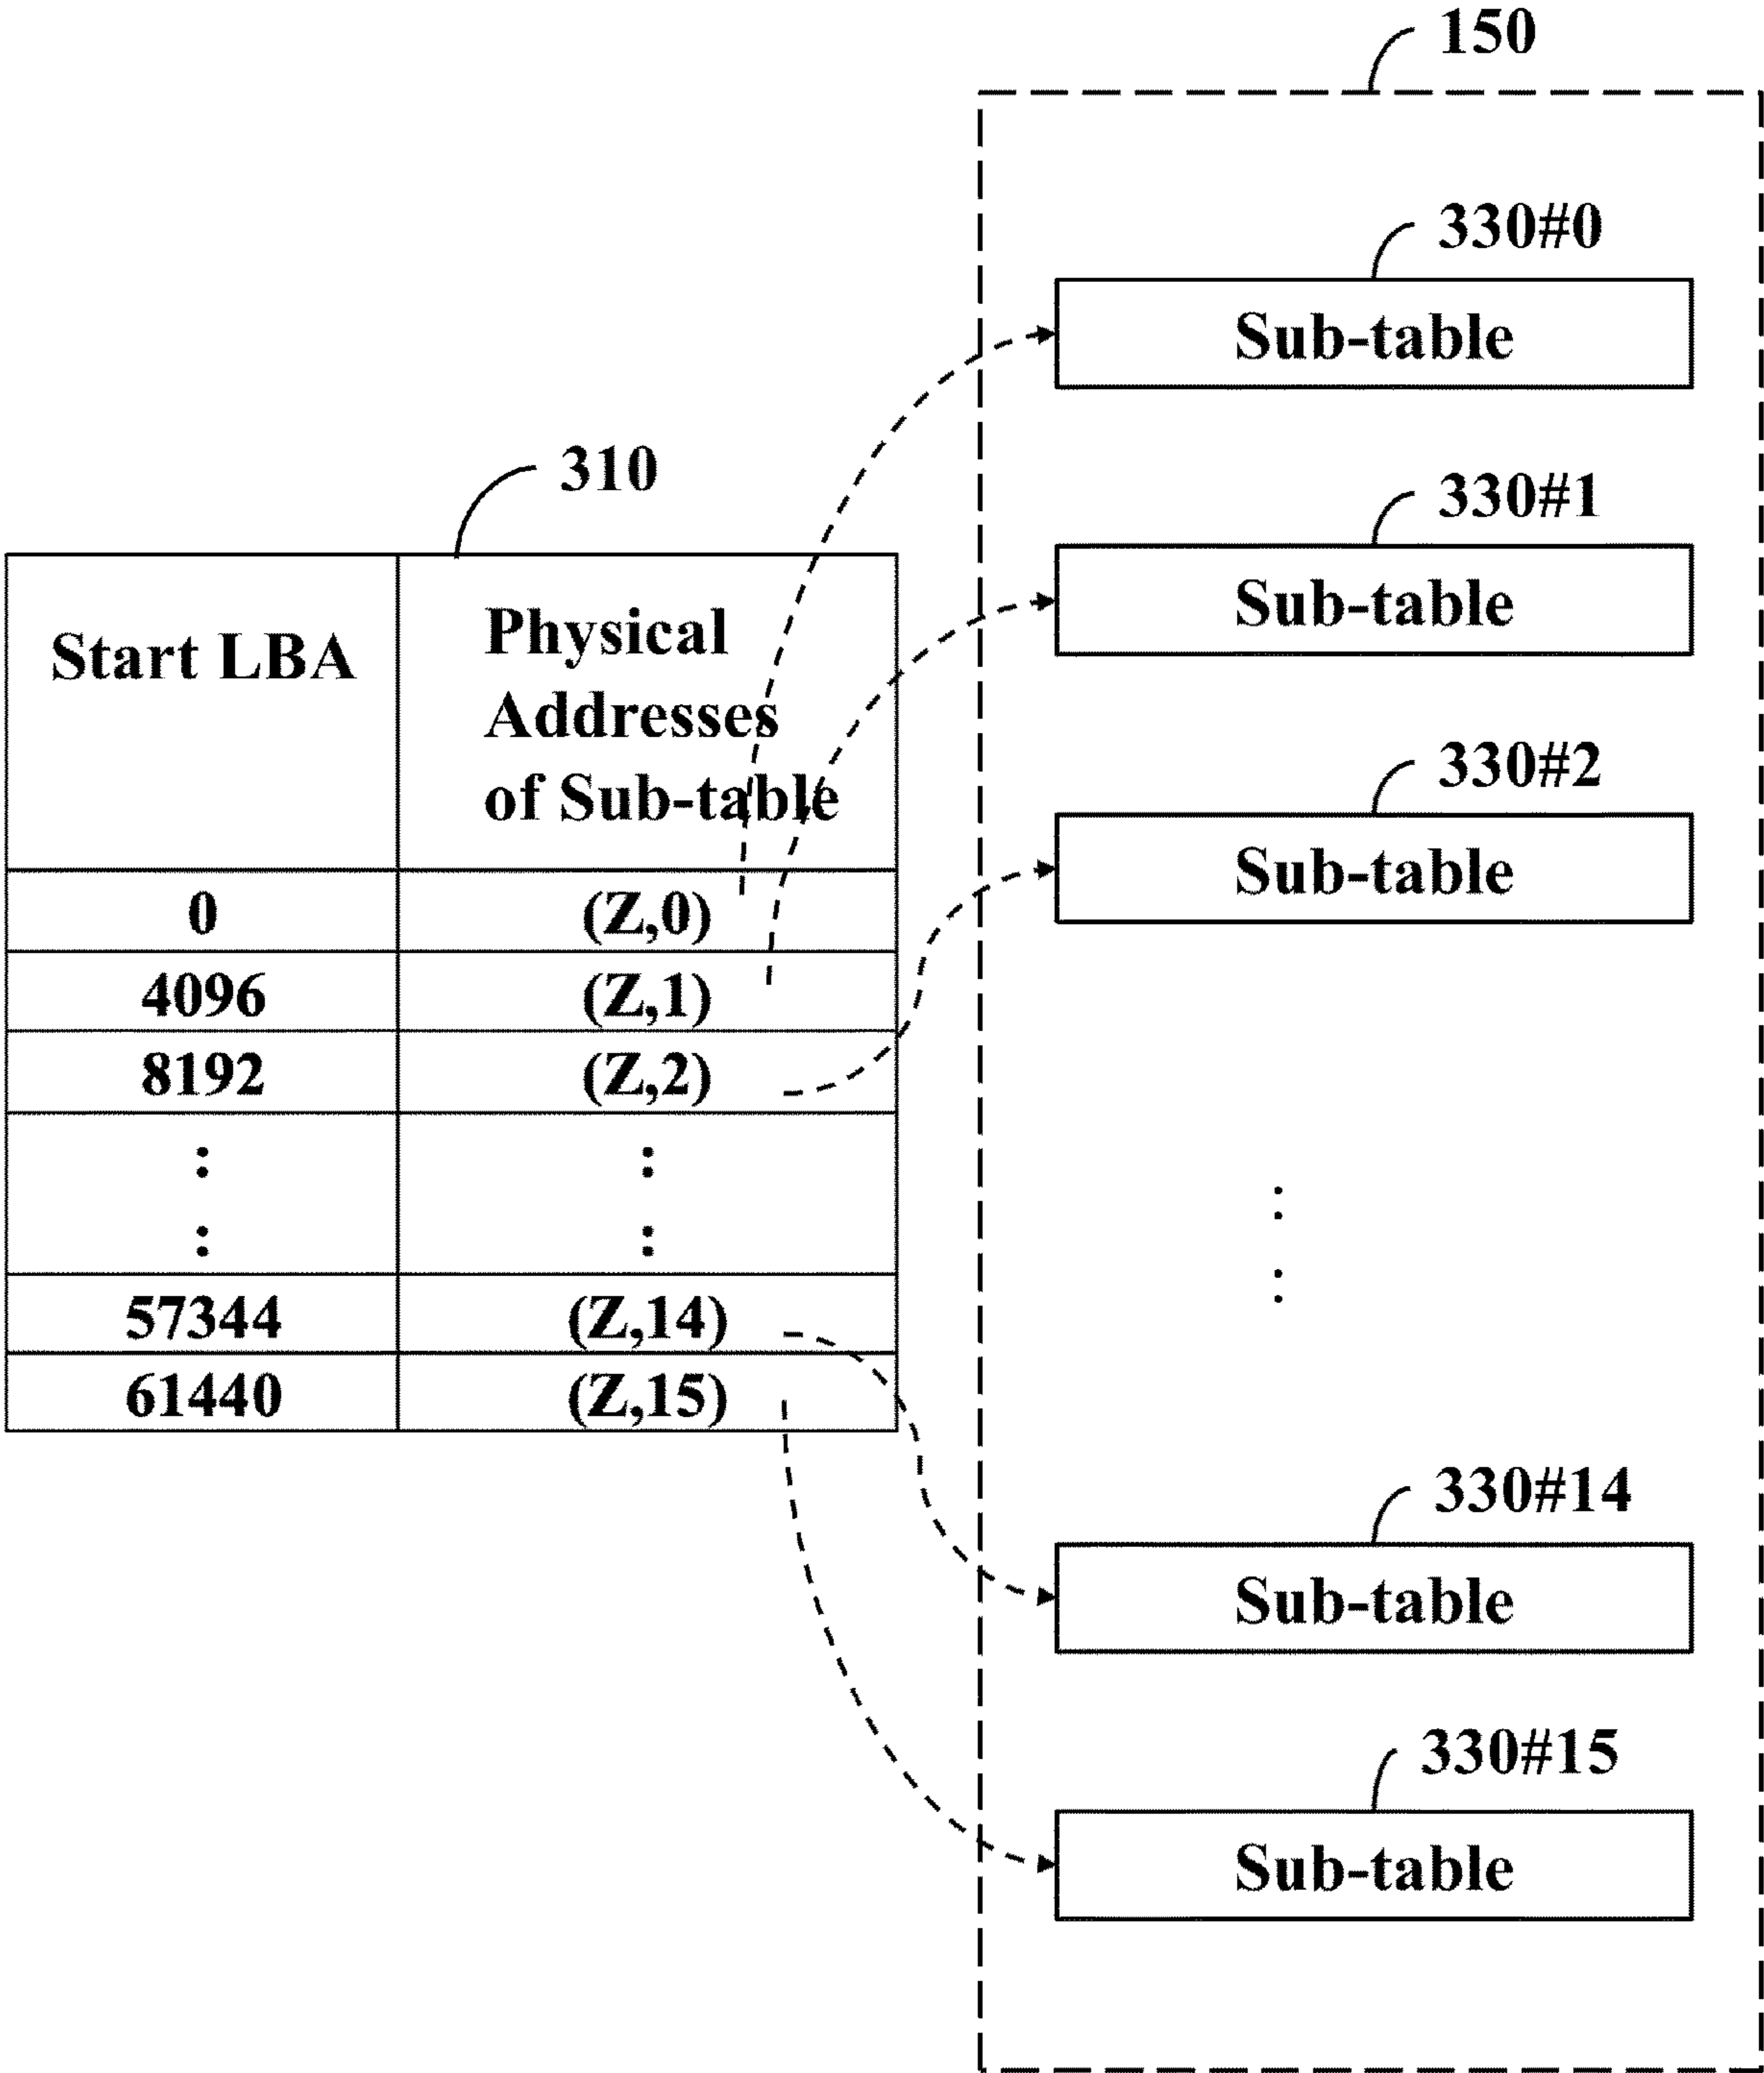 150
330#0
Sub-table
310
330#1
Sub-table
Start LBA
Physical
Addresses
of Sub-table
330#2
Sub-table
0 (Z,0)
4096 (Z,1)
8192 (Z,2)
: :
: :
:
:
57344 (Z,14)
61440 (Z,15)
330#14
Sub-table
330#15
Sub-table